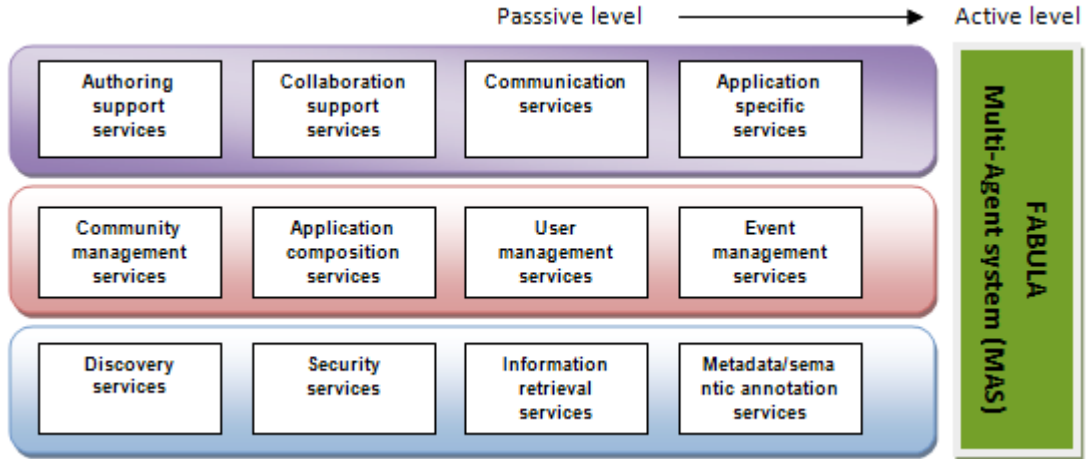 Passsive level
Active level
Authoring
support
services
Collaboration
support
services
Communication
services
Application
specific
services
Community
management
services
Application
composition
services
User
management
services
Event
management
services
Discovery
services
Security
services
Information
retrieval
services
Metadata/sema
ntic annotation
services
FABULA
Multi-Agent system (MAS)